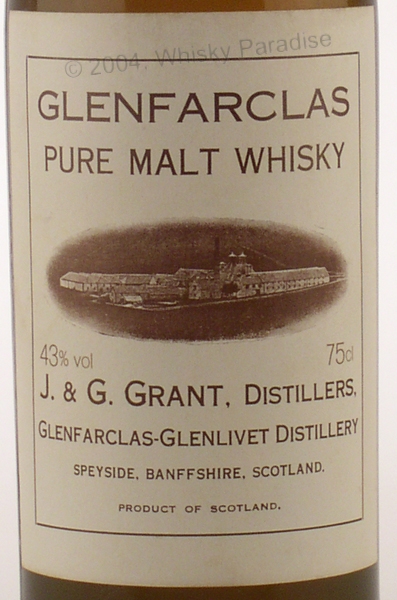 © 2004, Whisky Paradise
GLENFARCLAS
PURE MALT WHISKY
43% vol 75cl
J. & G. GRANT, DISTILLERS,
GLENFARCLAS-GLENLIVET DISTILLERY
SPEYSIDE, BANFFSHIRE, SCOTLAND.
PRODUCT OF SCOTLAND.